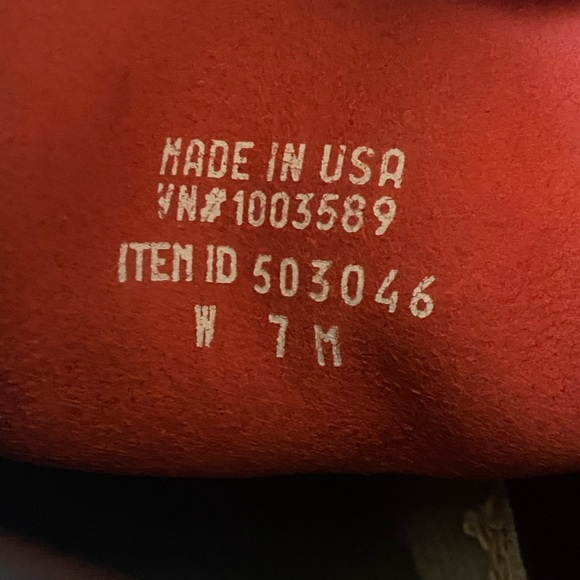 MADE IN USA
VN#1003589
ITEM ID 503046
W 7 M